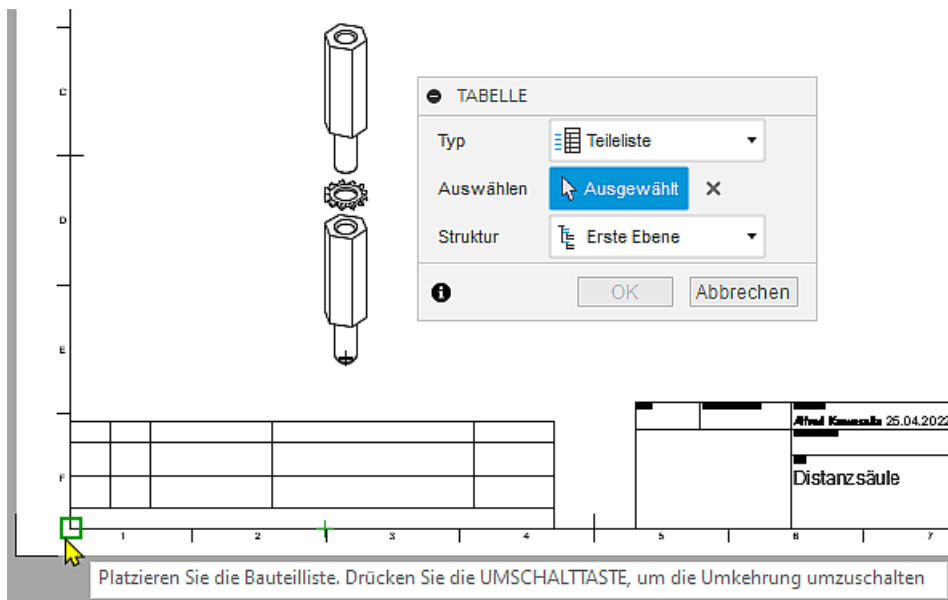 C
TABELLE
Typ
Teileliste
Auswählen
Ausgewählt
D
Struktur
Erste Ebene
OK
Abbrechen
E
25.04.2022
F
Distanzsäule
1 2 3 4 5 6 7
Platzieren Sie die Bauteilliste. Drücken Sie die UMSCHALTTASTE, um die Umkehrung umzuschalten